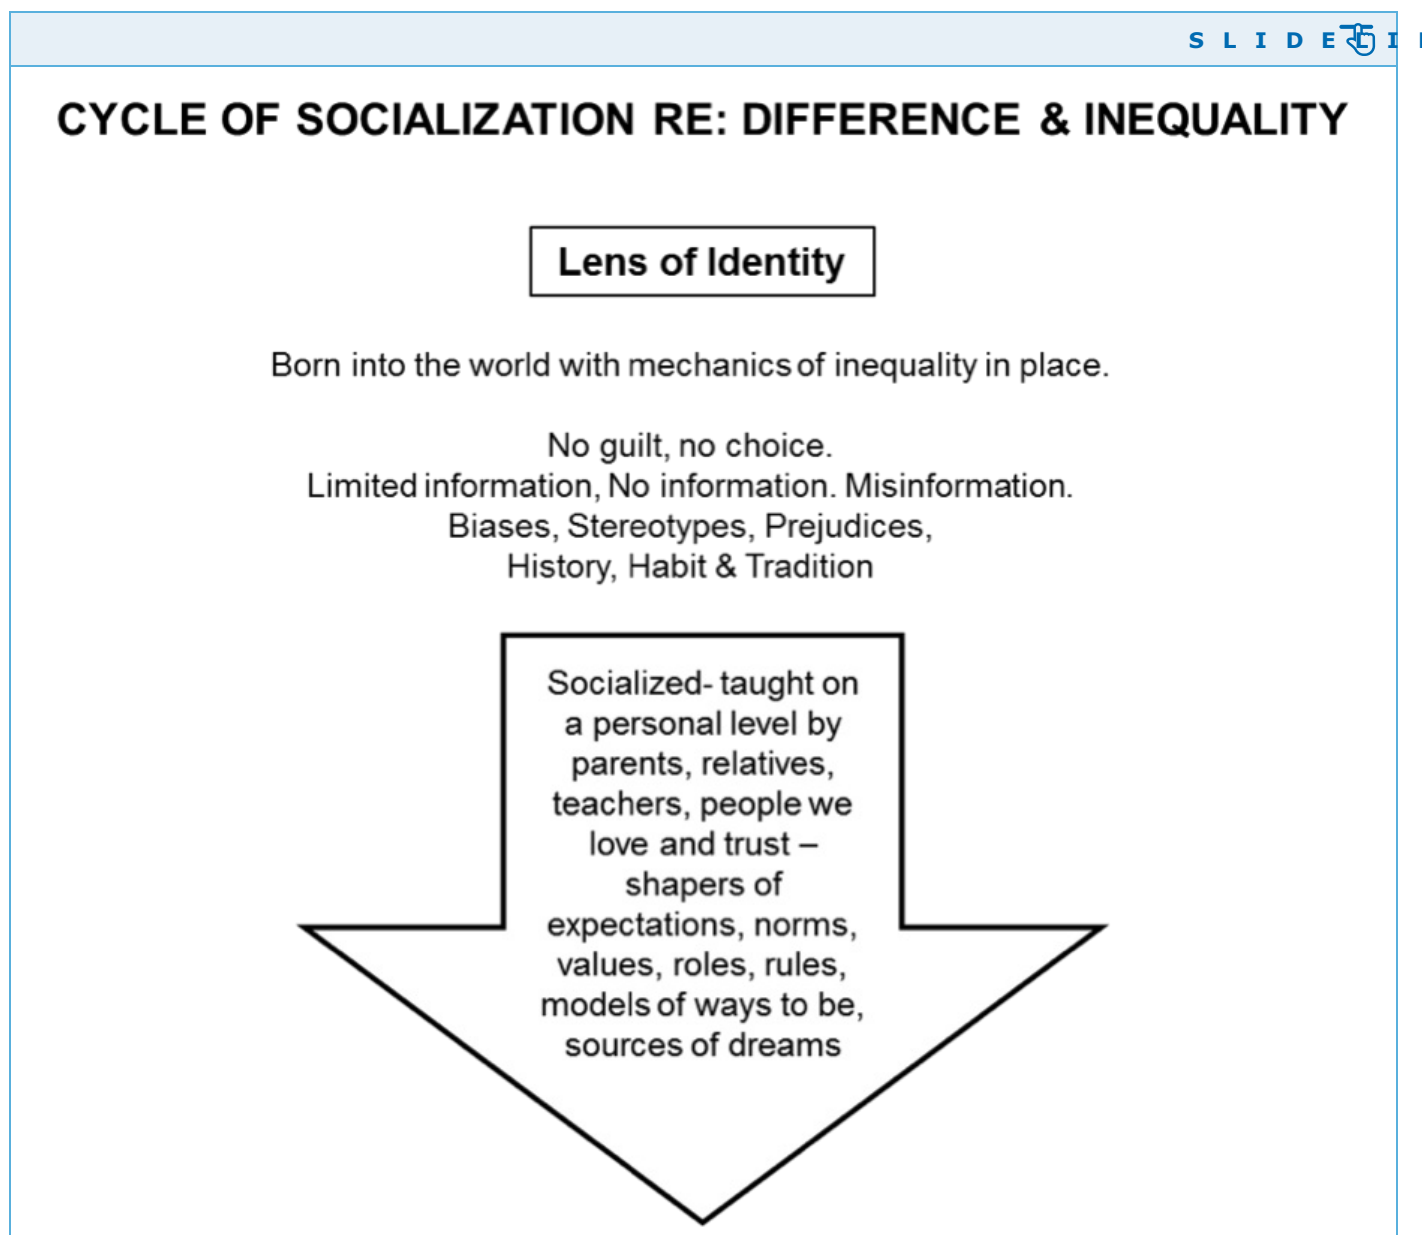 SLIDE LI
CYCLE OF SOCIALIZATION RE: DIFFERENCE & INEQUALITY
Lens of Identity
Born into the world with mechanics of inequality in place.
No guilt, no choice.
Limited information, No information. Misinformation.
Biases, Stereotypes, Prejudices,
History, Habit & Tradition
Socialized- taught on
a personal level by
parents, relatives,
teachers, people we
love and trust –
shapers of
expectations, norms,
values, roles, rules,
models of ways to be,
sources of dreams